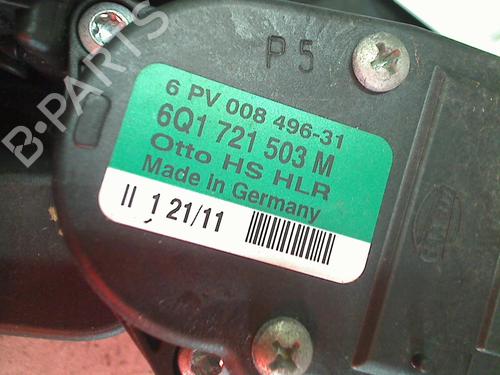 P 5
6 PV 008 496-31
6Q1 721 503 M
Otto HS HLR
Made in Germany
II 1 21/11
B·PARTS